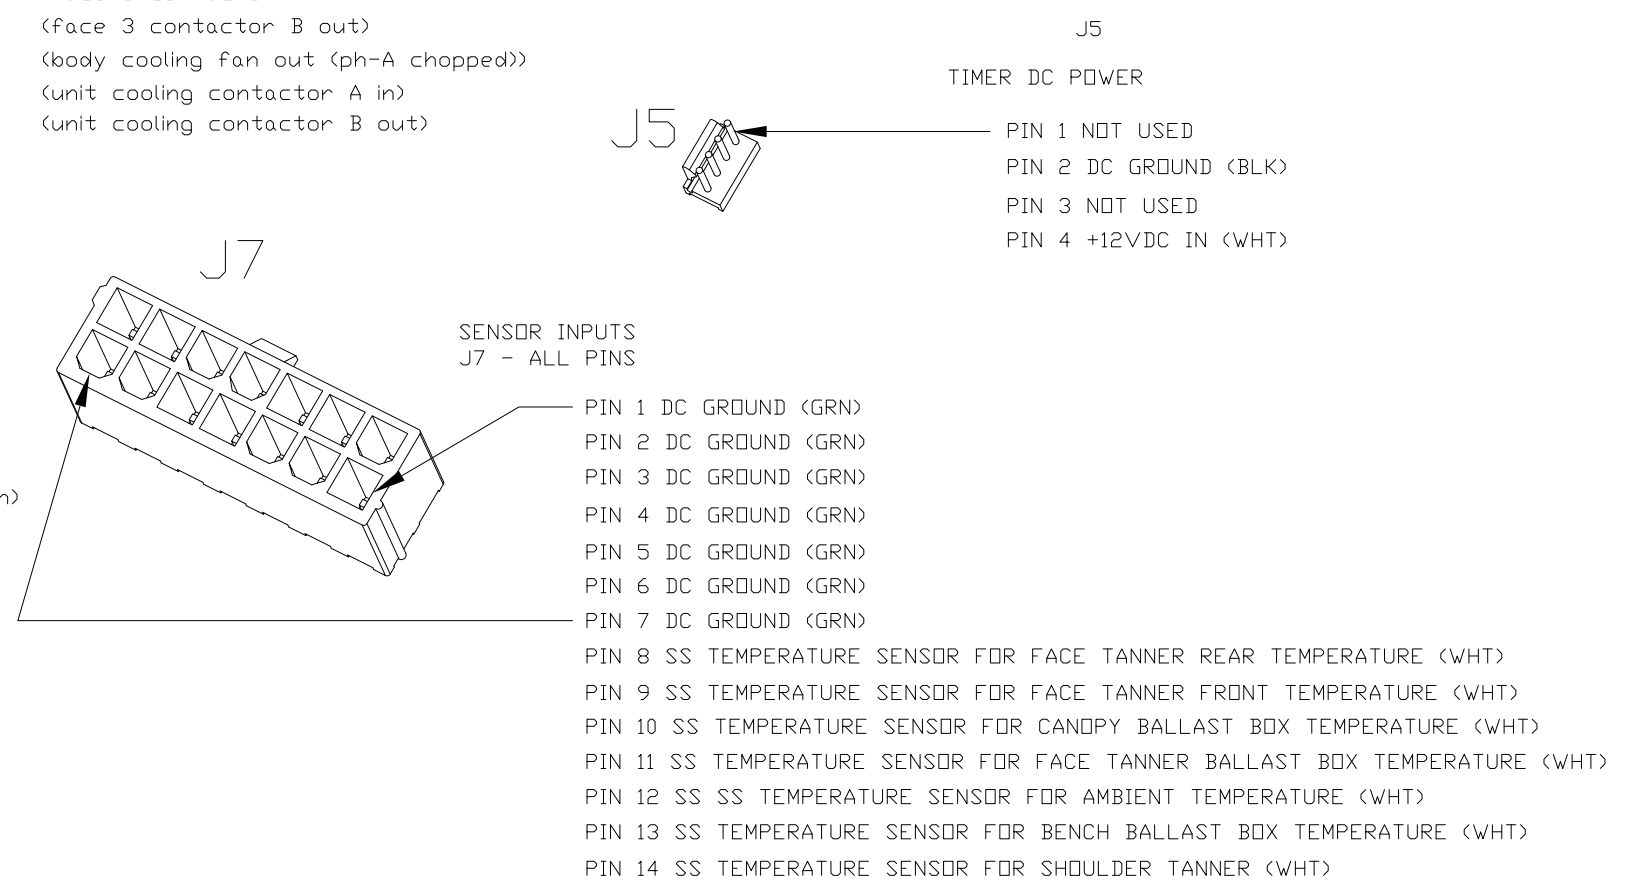 (face 3 contactor B out)
(body cooling fan out (ph-A chopped))
(unit cooling contactor A in)
(unit cooling contactor B out)
J5
TIMER DC POWER
J5
PIN 1 NOT USED
PIN 2 DC GROUND (BLK)
PIN 3 NOT USED
PIN 4 +12VDC IN (WHT)
J7
SENSOR INPUTS
J7 - ALL PINS
PIN 1 DC GROUND (GRN)
PIN 2 DC GROUND (GRN)
PIN 3 DC GROUND (GRN)
PIN 4 DC GROUND (GRN)
PIN 5 DC GROUND (GRN)
PIN 6 DC GROUND (GRN)
PIN 7 DC GROUND (GRN)
PIN 8 SS TEMPERATURE SENSOR FOR FACE TANNER REAR TEMPERATURE (WHT)
PIN 9 SS TEMPERATURE SENSOR FOR FACE TANNER FRONT TEMPERATURE (WHT)
PIN 10 SS TEMPERATURE SENSOR FOR CANOPY BALLAST BOX TEMPERATURE (WHT)
PIN 11 SS TEMPERATURE SENSOR FOR FACE TANNER BALLAST BOX TEMPERATURE (WHT)
PIN 12 SS SS TEMPERATURE SENSOR FOR AMBIENT TEMPERATURE (WHT)
PIN 13 SS TEMPERATURE SENSOR FOR BENCH BALLAST BOX TEMPERATURE (WHT)
PIN 14 SS TEMPERATURE SENSOR FOR SHOULDER TANNER (WHT)